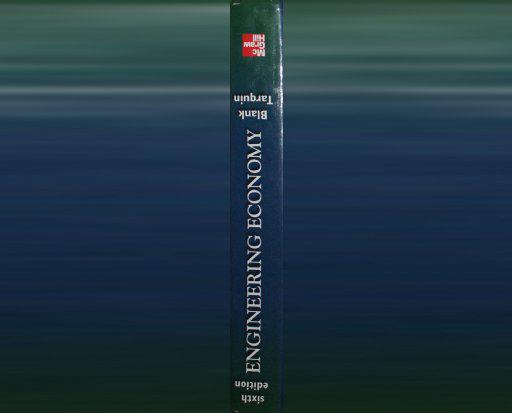 sixth
edition
ENGINEERING ECONOMY
Blank
Tarquin
Mc
Graw
Hill